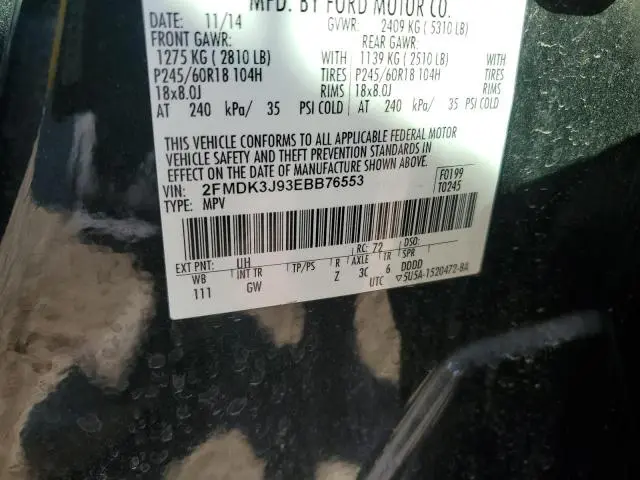 MFD. BY FORD MOTOR CO.
DATE: 11/14 GVWR: 2409 KG ( 5310 LB)
FRONT GAWR: REAR GAWR:
1275 KG ( 2810 LB) WITH 1139 KG ( 2510 LB) WITH
P245/60R18 104H TIRES P245/60R18 104H TIRES
18x8.0J RIMS 18x8.0J RIMS
AT 240 kPa/ 35 PSI COLD AT 240 kPa/ 35 PSI COLD
THIS VEHICLE CONFORMS TO ALL APPLICABLE FEDERAL MOTOR
VEHICLE SAFETY AND THEFT PREVENTION STANDARDS IN
EFFECT ON THE DATE OF MANUFACTURE SHOWN ABOVE.
VIN: 2FMDK3J93EBB76553 F0199
TYPE: MPV T0245
EXT PNT: UH RC: 72 DSO:
WB INT TR TP/PS R AXLE TR SPR
111 GW Z 3C 6 DDDD
UTC ▽5U5A-1520472-BA